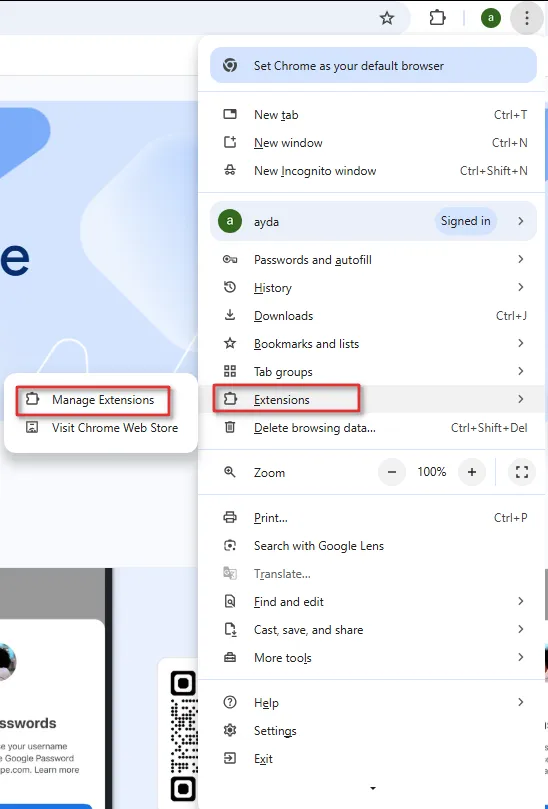 a
Set Chrome as your default browser
New tab Ctrl+T
New window Ctrl+N
New Incognito window Ctrl+Shift+N
a ayda Signed in
Passwords and autofill
History
Downloads Ctrl+J
Bookmarks and lists
Tab groups
Extensions
Delete browsing data... Ctrl+Shift+Del
Manage Extensions
Visit Chrome Web Store
Zoom − 100% +
Print... Ctrl+P
Search with Google Lens
Translate...
Find and edit
Cast, save, and share
More tools
Help
Settings
Exit
e
sswords
e your username
e Google Password
pe.com. Learn more